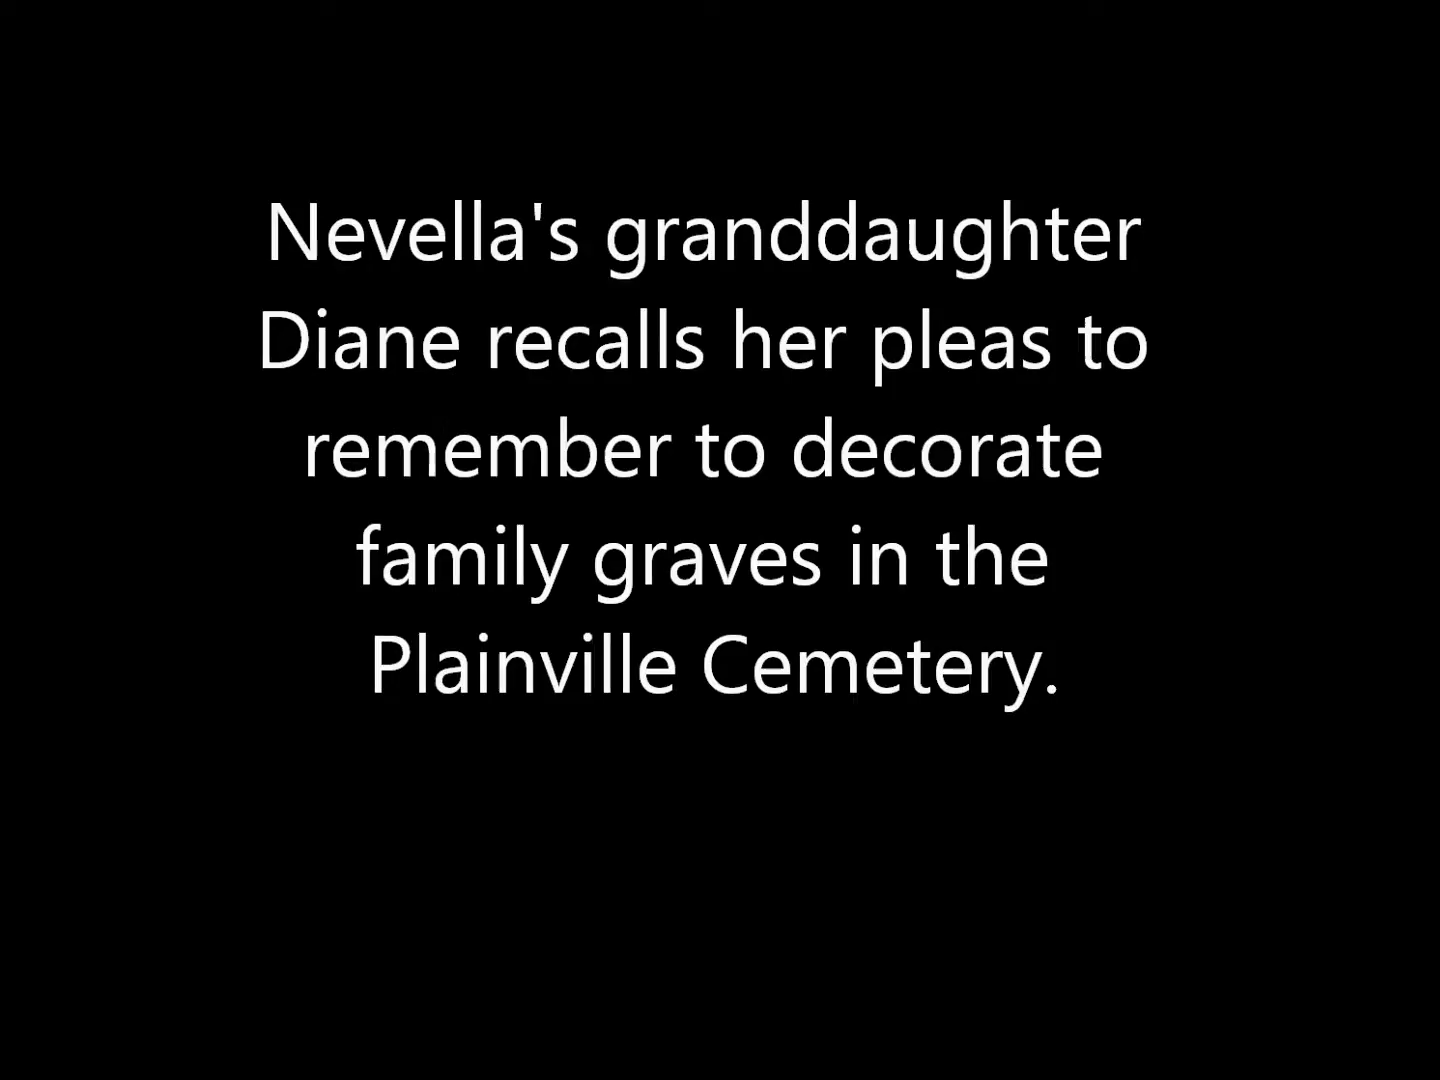 Nevella's granddaughter
Diane recalls her pleas to
remember to decorate
family graves in the
Plainville Cemetery.